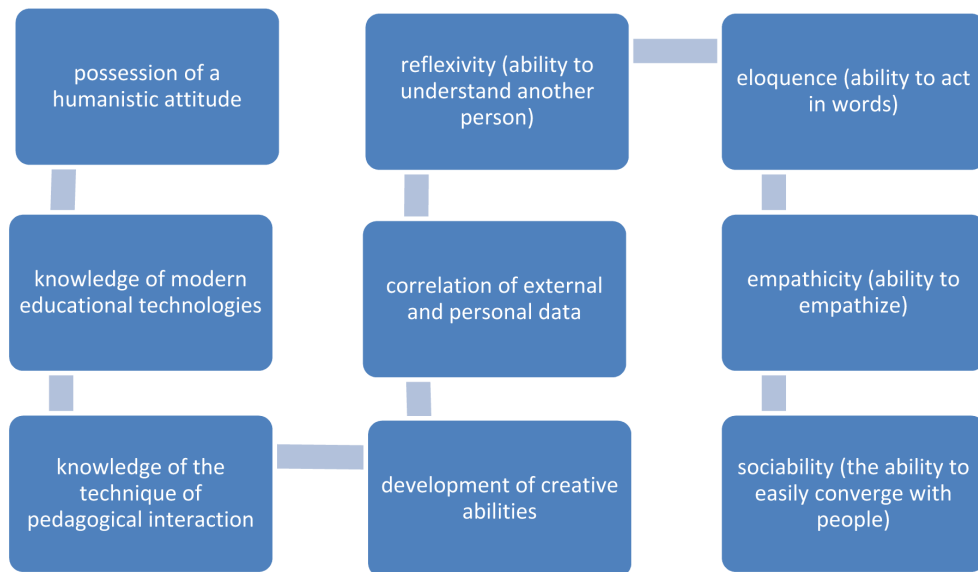 possession of a
humanistic attitude
knowledge of modern
educational technologies
knowledge of the
technique of
pedagogical interaction
development of creative
abilities
correlation of external
and personal data
reflexivity (ability to
understand another
person)
eloquence (ability to act
in words)
empathicity (ability to
empathize)
sociability (the ability to
easily converge with
people)